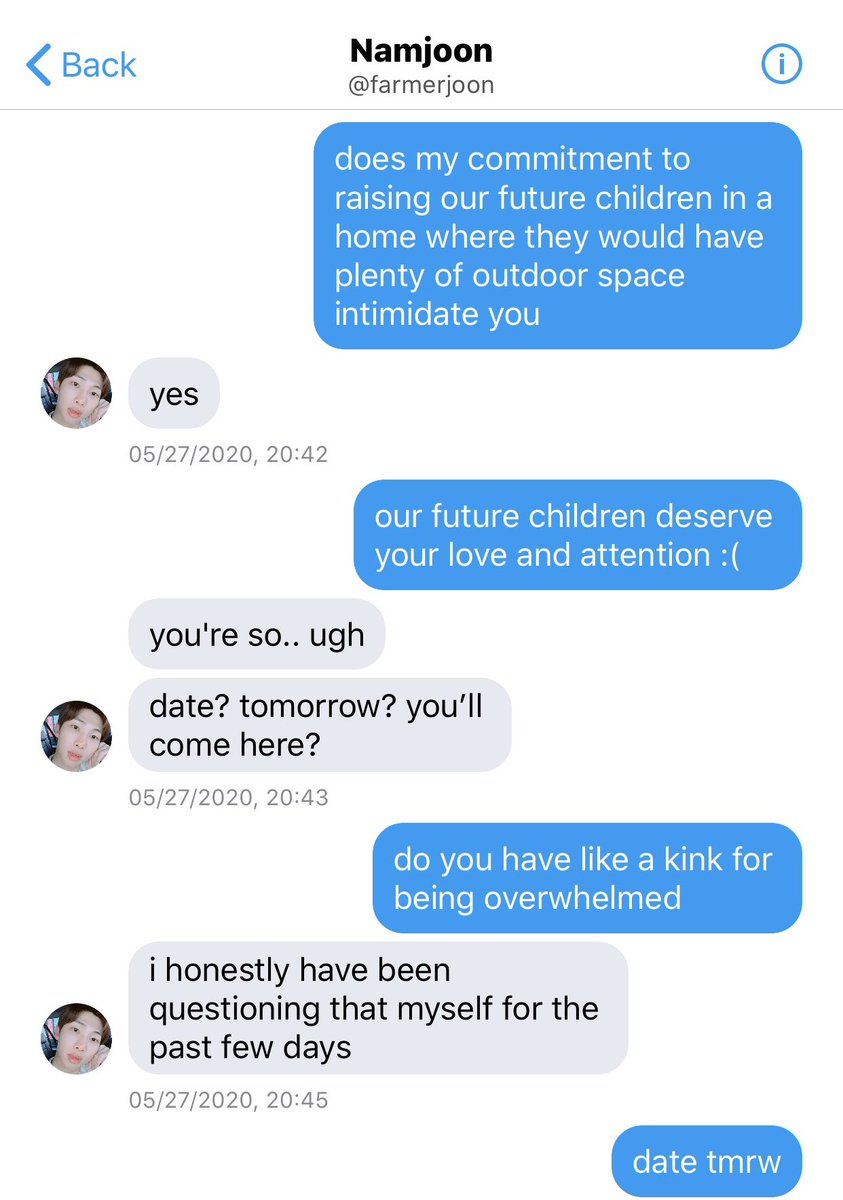 Back
Namjoon
@farmerjoon
i
does my commitment to
raising our future children in a
home where they would have
plenty of outdoor space
intimidate you
yes
05/27/2020, 20:42
our future children deserve
your love and attention :(
you're so.. ugh
date? tomorrow? you’ll
come here?
05/27/2020, 20:43
do you have like a kink for
being overwhelmed
i honestly have been
questioning that myself for the
past few days
05/27/2020, 20:45
date tmrw